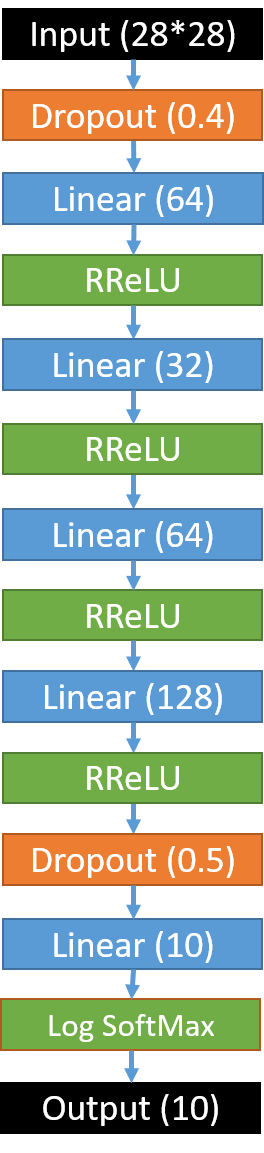 Input (28*28)
Dropout (0.4)
Linear (64)
RReLU
Linear (32)
RReLU
Linear (64)
RReLU
Linear (128)
RReLU
Dropout (0.5)
Linear (10)
Log SoftMax
Output (10)